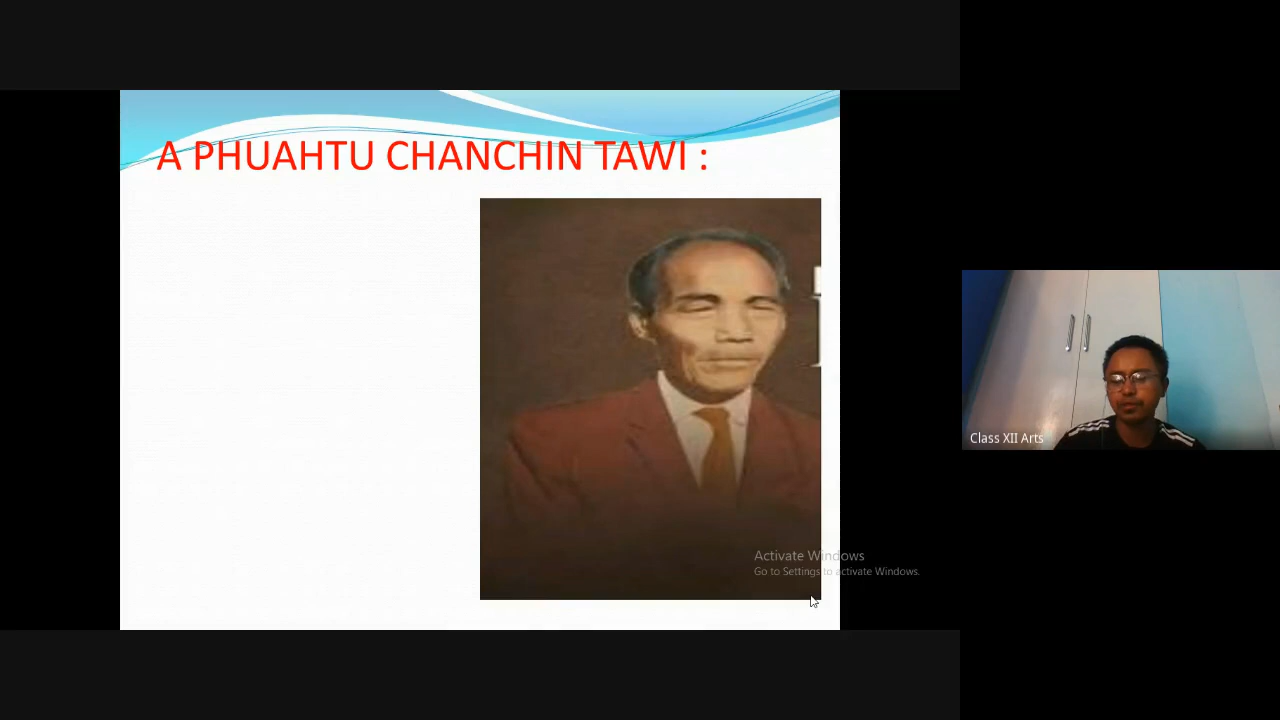 A PHUAHTU CHANCHIN TAWI :
Class XII Arts
Activate Windows
Go to Settings to activate Windows.